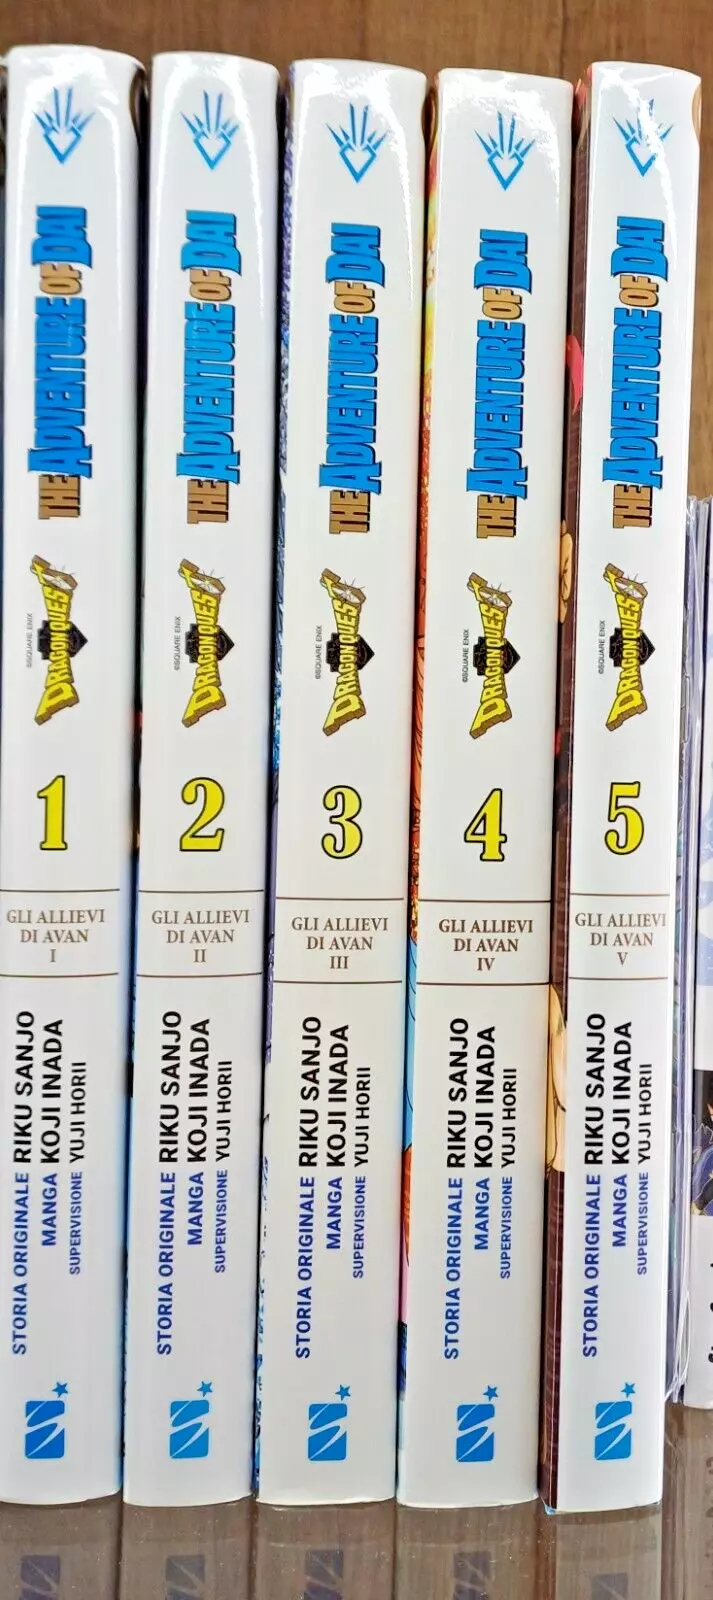 THE ADVENTURE OF DAI
DRAGON QUEST
©SQUARE ENIX
1
GLI ALLIEVI
DI AVAN
I
STORIA ORIGINALE RIKU SANJO
MANGA KOJI INADA
SUPERVISIONE YUJI HORII
THE ADVENTURE OF DAI
DRAGON QUEST
©SQUARE ENIX
2
GLI ALLIEVI
DI AVAN
II
STORIA ORIGINALE RIKU SANJO
MANGA KOJI INADA
SUPERVISIONE YUJI HORII
THE ADVENTURE OF DAI
DRAGON QUEST
©SQUARE ENIX
3
GLI ALLIEVI
DI AVAN
III
STORIA ORIGINALE RIKU SANJO
MANGA KOJI INADA
SUPERVISIONE YUJI HORII
THE ADVENTURE OF DAI
DRAGON QUEST
©SQUARE ENIX
4
GLI ALLIEVI
DI AVAN
IV
STORIA ORIGINALE RIKU SANJO
MANGA KOJI INADA
SUPERVISIONE YUJI HORII
THE ADVENTURE OF DAI
DRAGON QUEST
©SQUARE ENIX
5
GLI ALLIEVI
DI AVAN
V
STORIA ORIGINALE RIKU SANJO
MANGA KOJI INADA
SUPERVISIONE YUJI HORII